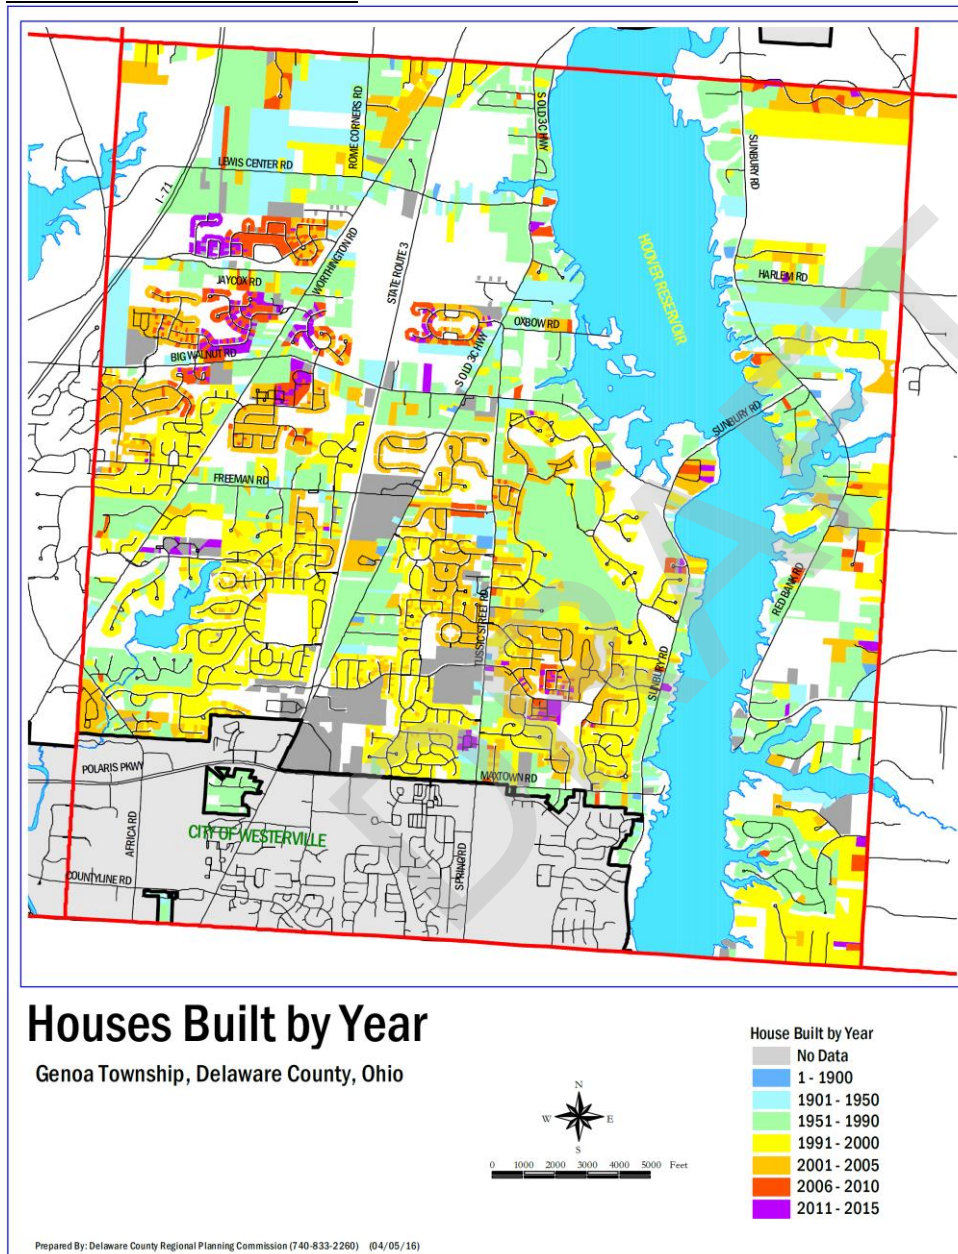 ROME CORNERS RD
S OLD 3C HWY
SUNBURY RD
LEWIS CENTER RD
I - 71
WORTHINGTON RD
STATE ROUTE 3
HOOVER RESERVOIR
HARLEM RD
JAYCOX RD
OXBOW RD
BIG WALNUT RD
S OLD 3C HWY
SUNBURY RD
FREEMAN RD
RED BANK RD
TUSSIC STREET RD
SUNBURY RD
DRAFT
POLARIS PKWY
MAXTOWN RD
AFRICA RD
CITY OF WESTERVILLE
SPRING RD
COUNTYLINE RD
Houses Built by Year
Genoa Township, Delaware County, Ohio
N
W E
S
0 1000 2000 3000 4000 5000 Feet
House Built by Year
No Data
1 - 1900
1901 - 1950
1951 - 1990
1991 - 2000
2001 - 2005
2006 - 2010
2011 - 2015
Prepared By: Delaware County Regional Planning Commission (740-833-2260) (04/05/16)